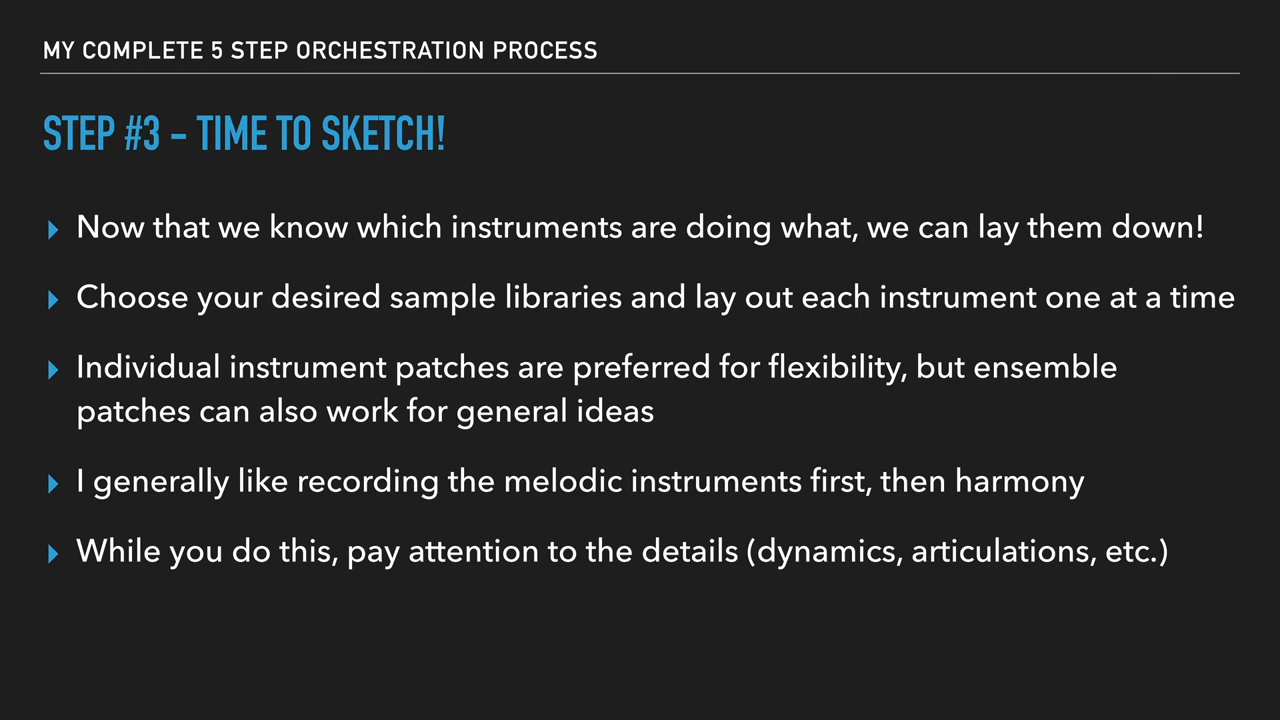 MY COMPLETE 5 STEP ORCHESTRATION PROCESS
STEP #3 – TIME TO SKETCH!
Now that we know which instruments are doing what, we can lay them down!
Choose your desired sample libraries and lay out each instrument one at a time
Individual instrument patches are preferred for flexibility, but ensemble
patches can also work for general ideas
I generally like recording the melodic instruments first, then harmony
While you do this, pay attention to the details (dynamics, articulations, etc.)